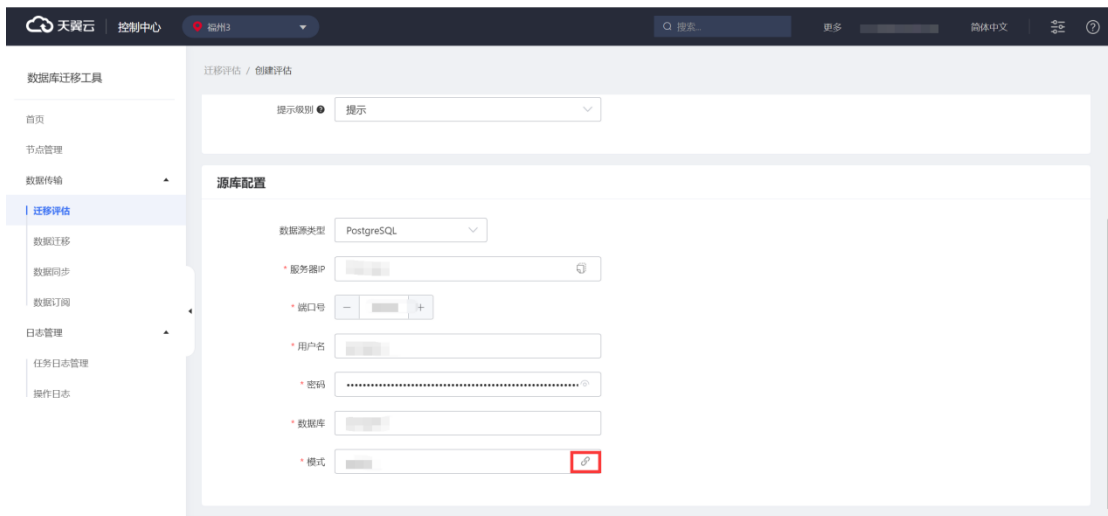 天翼云 控制中心 福州3 搜索... 更多 简体中文
数据库迁移工具
首页
节点管理
数据传输
迁移评估
数据迁移
数据同步
数据订阅
日志管理
任务日志管理
操作日志
迁移评估 / 创建评估
提示级别 提示
源库配置
数据源类型 PostgreSQL
* 服务器IP
* 端口号 − +
* 用户名
* 密码
* 数据库
* 模式